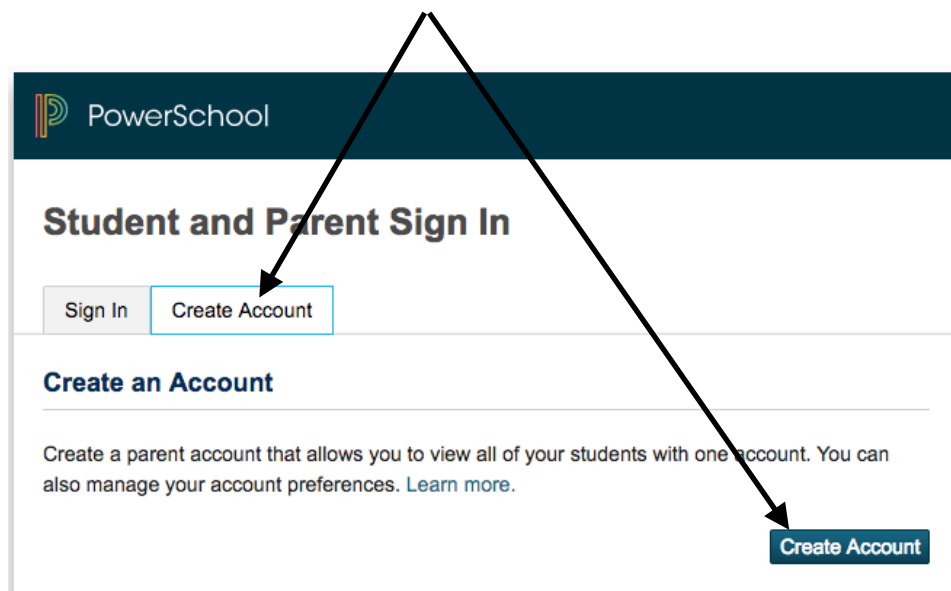 PowerSchool
Student and Parent Sign In
Sign In
Create Account
Create an Account
Create a parent account that allows you to view all of your students with one account. You can
also manage your account preferences. Learn more.
Create Account